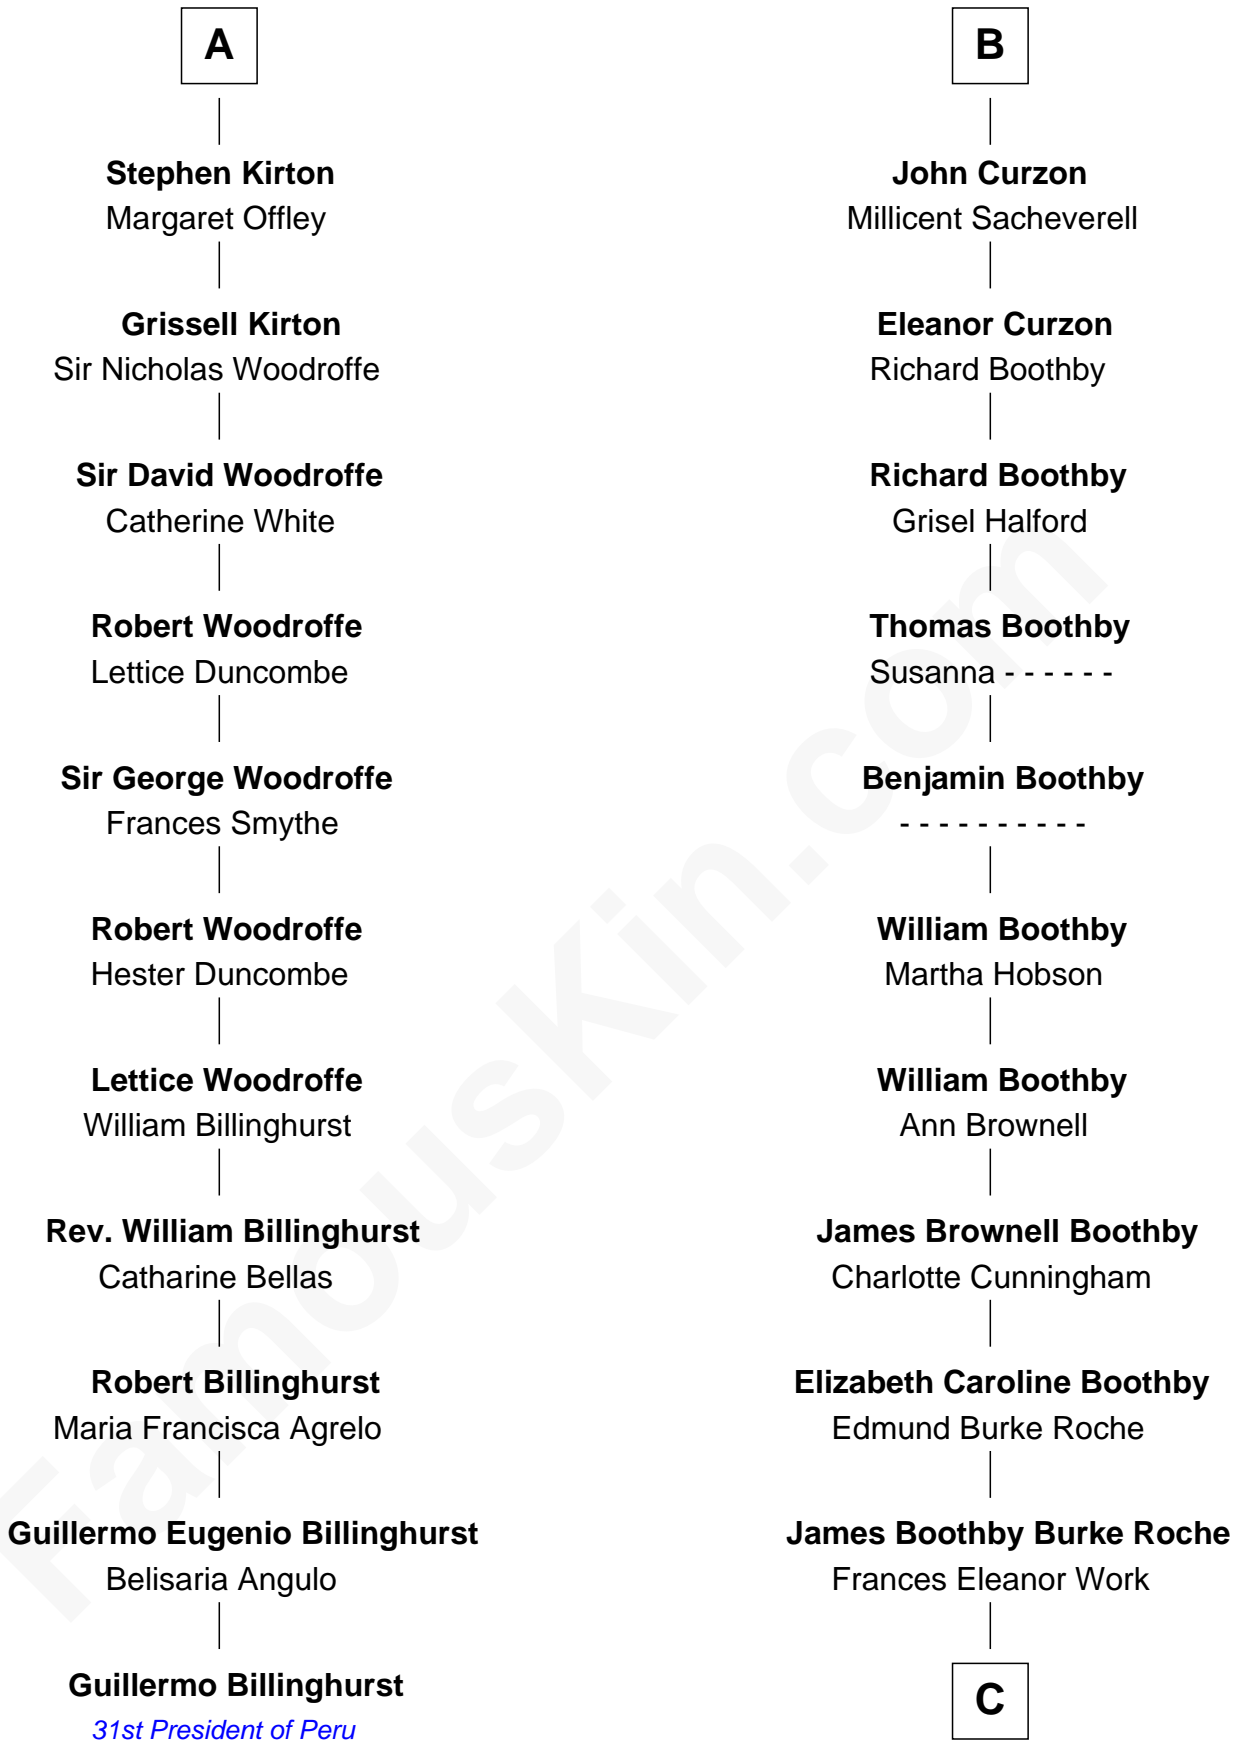 A
Stephen Kirton
Margaret Offley
Grissell Kirton
Sir Nicholas Woodroffe
Sir David Woodroffe
Catherine White
Robert Woodroffe
Lettice Duncombe
Sir George Woodroffe
Frances Smythe
Robert Woodroffe
Hester Duncombe
Lettice Woodroffe
William Billinghurst
Rev. William Billinghurst
Catharine Bellas
Robert Billinghurst
Maria Francisca Agrelo
Guillermo Eugenio Billinghurst
Belisaria Angulo
Guillermo Billinghurst
31st President of Peru
B
John Curzon
Millicent Sacheverell
Eleanor Curzon
Richard Boothby
Richard Boothby
Grisel Halford
Thomas Boothby
Susanna - - - - - -
Benjamin Boothby
- - - - - - - - - -
William Boothby
Martha Hobson
William Boothby
Ann Brownell
James Brownell Boothby
Charlotte Cunningham
Elizabeth Caroline Boothby
Edmund Burke Roche
James Boothby Burke Roche
Frances Eleanor Work
C
FamousKin.com